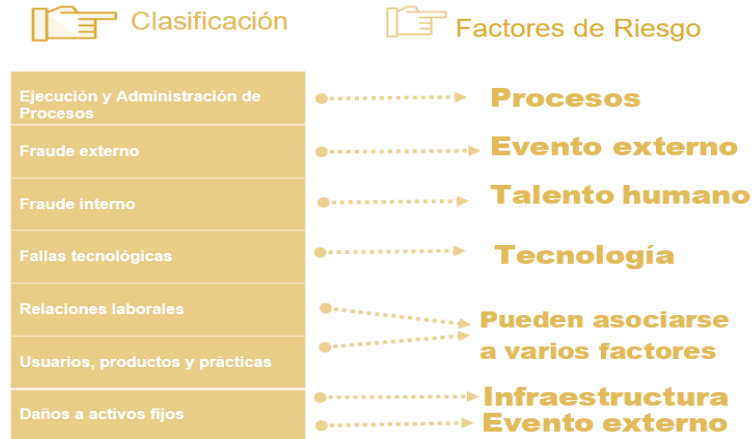 Clasificación
Factores de Riesgo
Ejecución y Administración de
Procesos
Procesos
Fraude externo
Evento externo
Fraude interno
Talento humano
Fallas tecnológicas
Tecnología
Relaciones laborales
Usuarios, productos y prácticas
Pueden asociarse
a varios factores
Daños a activos fijos
Infraestructura
Evento externo